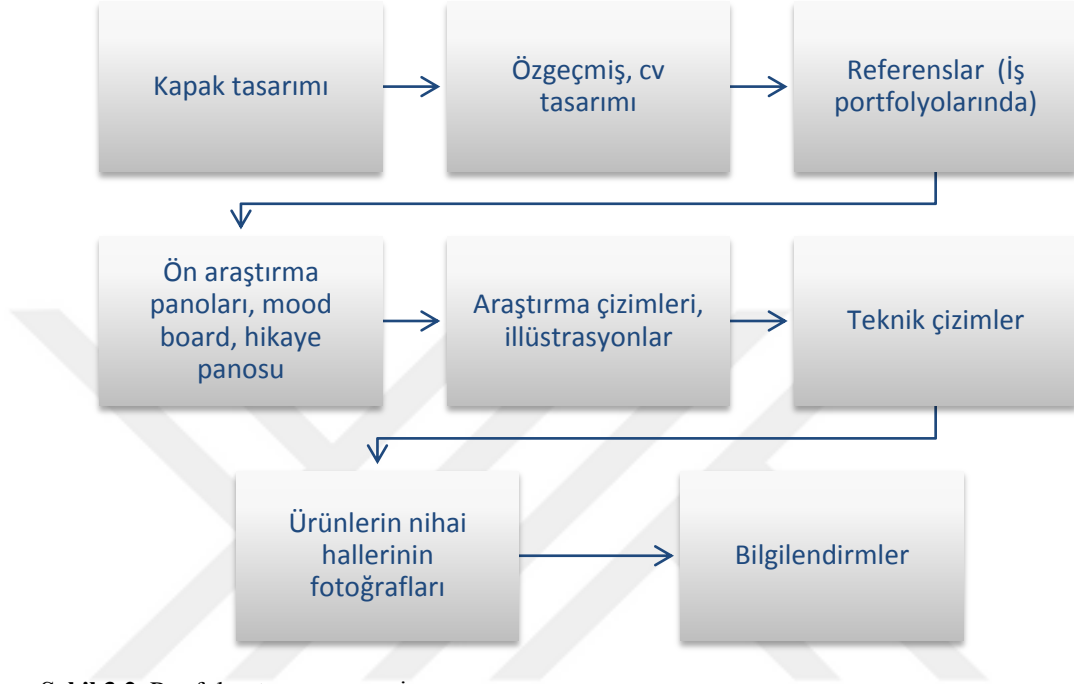 Kapak tasarımı
Özgeçmiş, cv
tasarımı
Referenslar (İş
portfolyolarında)
Ön araştırma
panoları, mood
board, hikaye
panosu
Araştırma çizimleri,
illüstrasyonlar
Teknik çizimler
Ürünlerin nihai
hallerinin
fotoğrafları
Bilgilendirmler